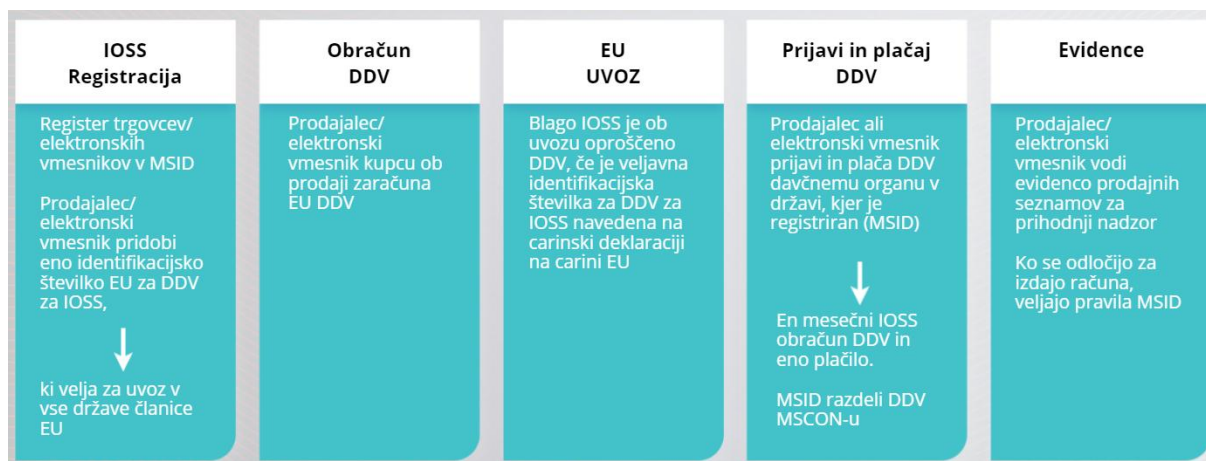 IOSS
Registracija
Register trgovcev/
elektronskih
vmesnikov v MSID
Prodajalec/
elektronski
vmesnik pridobi
eno identifikacijsko
številko EU za DDV
za IOSS,
ki velja za uvoz v
vse države članice
EU
Obračun
DDV
Prodajalec/
elektronski
vmesnik kupcu ob
prodaji zaračuna
EU DDV
EU
UVOZ
Blago IOSS je ob
uvozu oproščeno
DDV, če je veljavna
identifikacijska
številka za DDV za
IOSS navedena na
carinski deklaraciji
na carini EU
Prijavi in plačaj
DDV
Prodajalec ali
elektronski vmesnik
prijavi in plača DDV
davčnemu organu v
državi, kjer je
registriran (MSID)
En mesečni IOSS
obračun DDV in
eno plačilo.
MSID razdeli DDV
MSCON-u
Evidence
Prodajalec/
elektronski
vmesnik vodi
evidenco prodajnih
seznamov za
prihodnji nadzor
Ko se odločijo za
izdajo računa,
veljajo pravila MSID